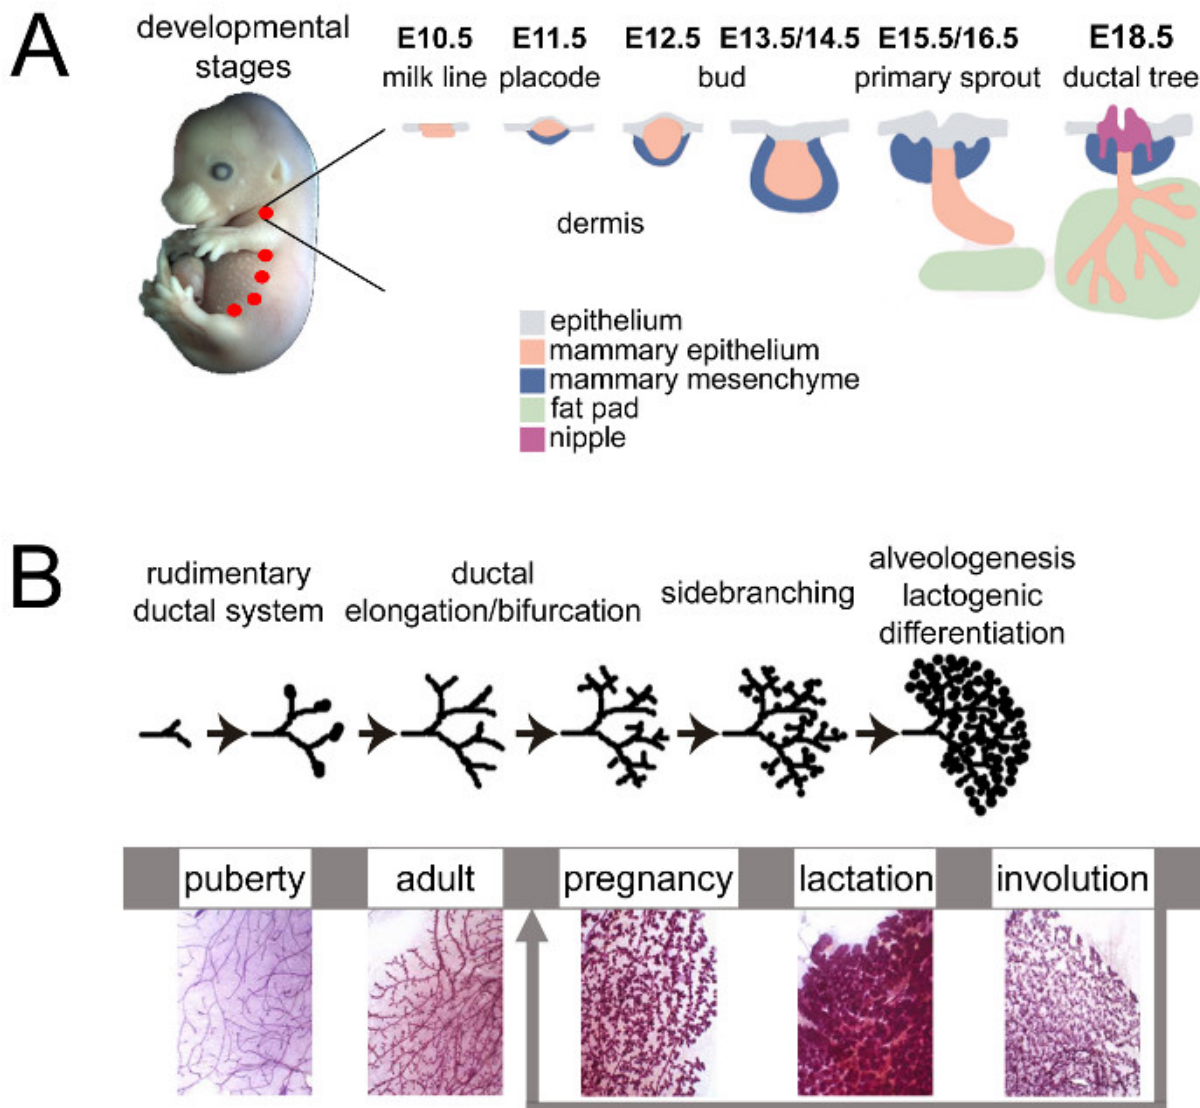 A
developmental
stages
E10.5
milk line
E11.5
placode
E12.5 E13.5/14.5
bud
E15.5/16.5
primary sprout
E18.5
ductal tree
dermis
epithelium
mammary epithelium
mammary mesenchyme
fat pad
nipple
B
rudimentary
ductal system
ductal
elongation/bifurcation
sidebranching
alveologenesis
lactogenic
differentiation
puberty
adult
pregnancy
lactation
involution